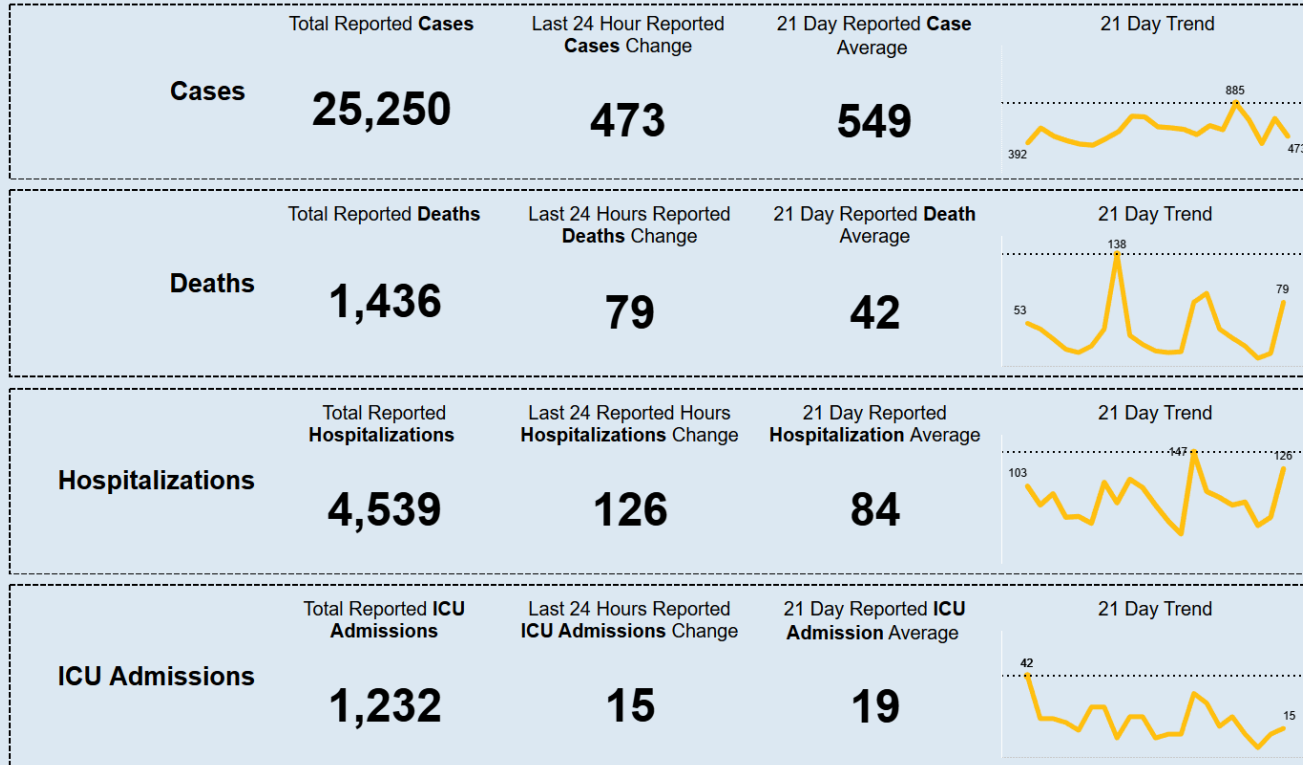 Total Reported Cases
Last 24 Hour Reported
Cases Change
21 Day Reported Case
Average
21 Day Trend
Cases
25,250
473
549
392
885
473
Total Reported Deaths
Last 24 Hours Reported
Deaths Change
21 Day Reported Death
Average
21 Day Trend
Deaths
1,436
79
42
53
138
79
Total Reported
Hospitalizations
Last 24 Reported Hours
Hospitalizations Change
21 Day Reported
Hospitalization Average
21 Day Trend
Hospitalizations
4,539
126
84
103
147
126
Total Reported ICU
Admissions
Last 24 Hours Reported
ICU Admissions Change
21 Day Reported ICU
Admission Average
21 Day Trend
ICU Admissions
1,232
15
19
42
15